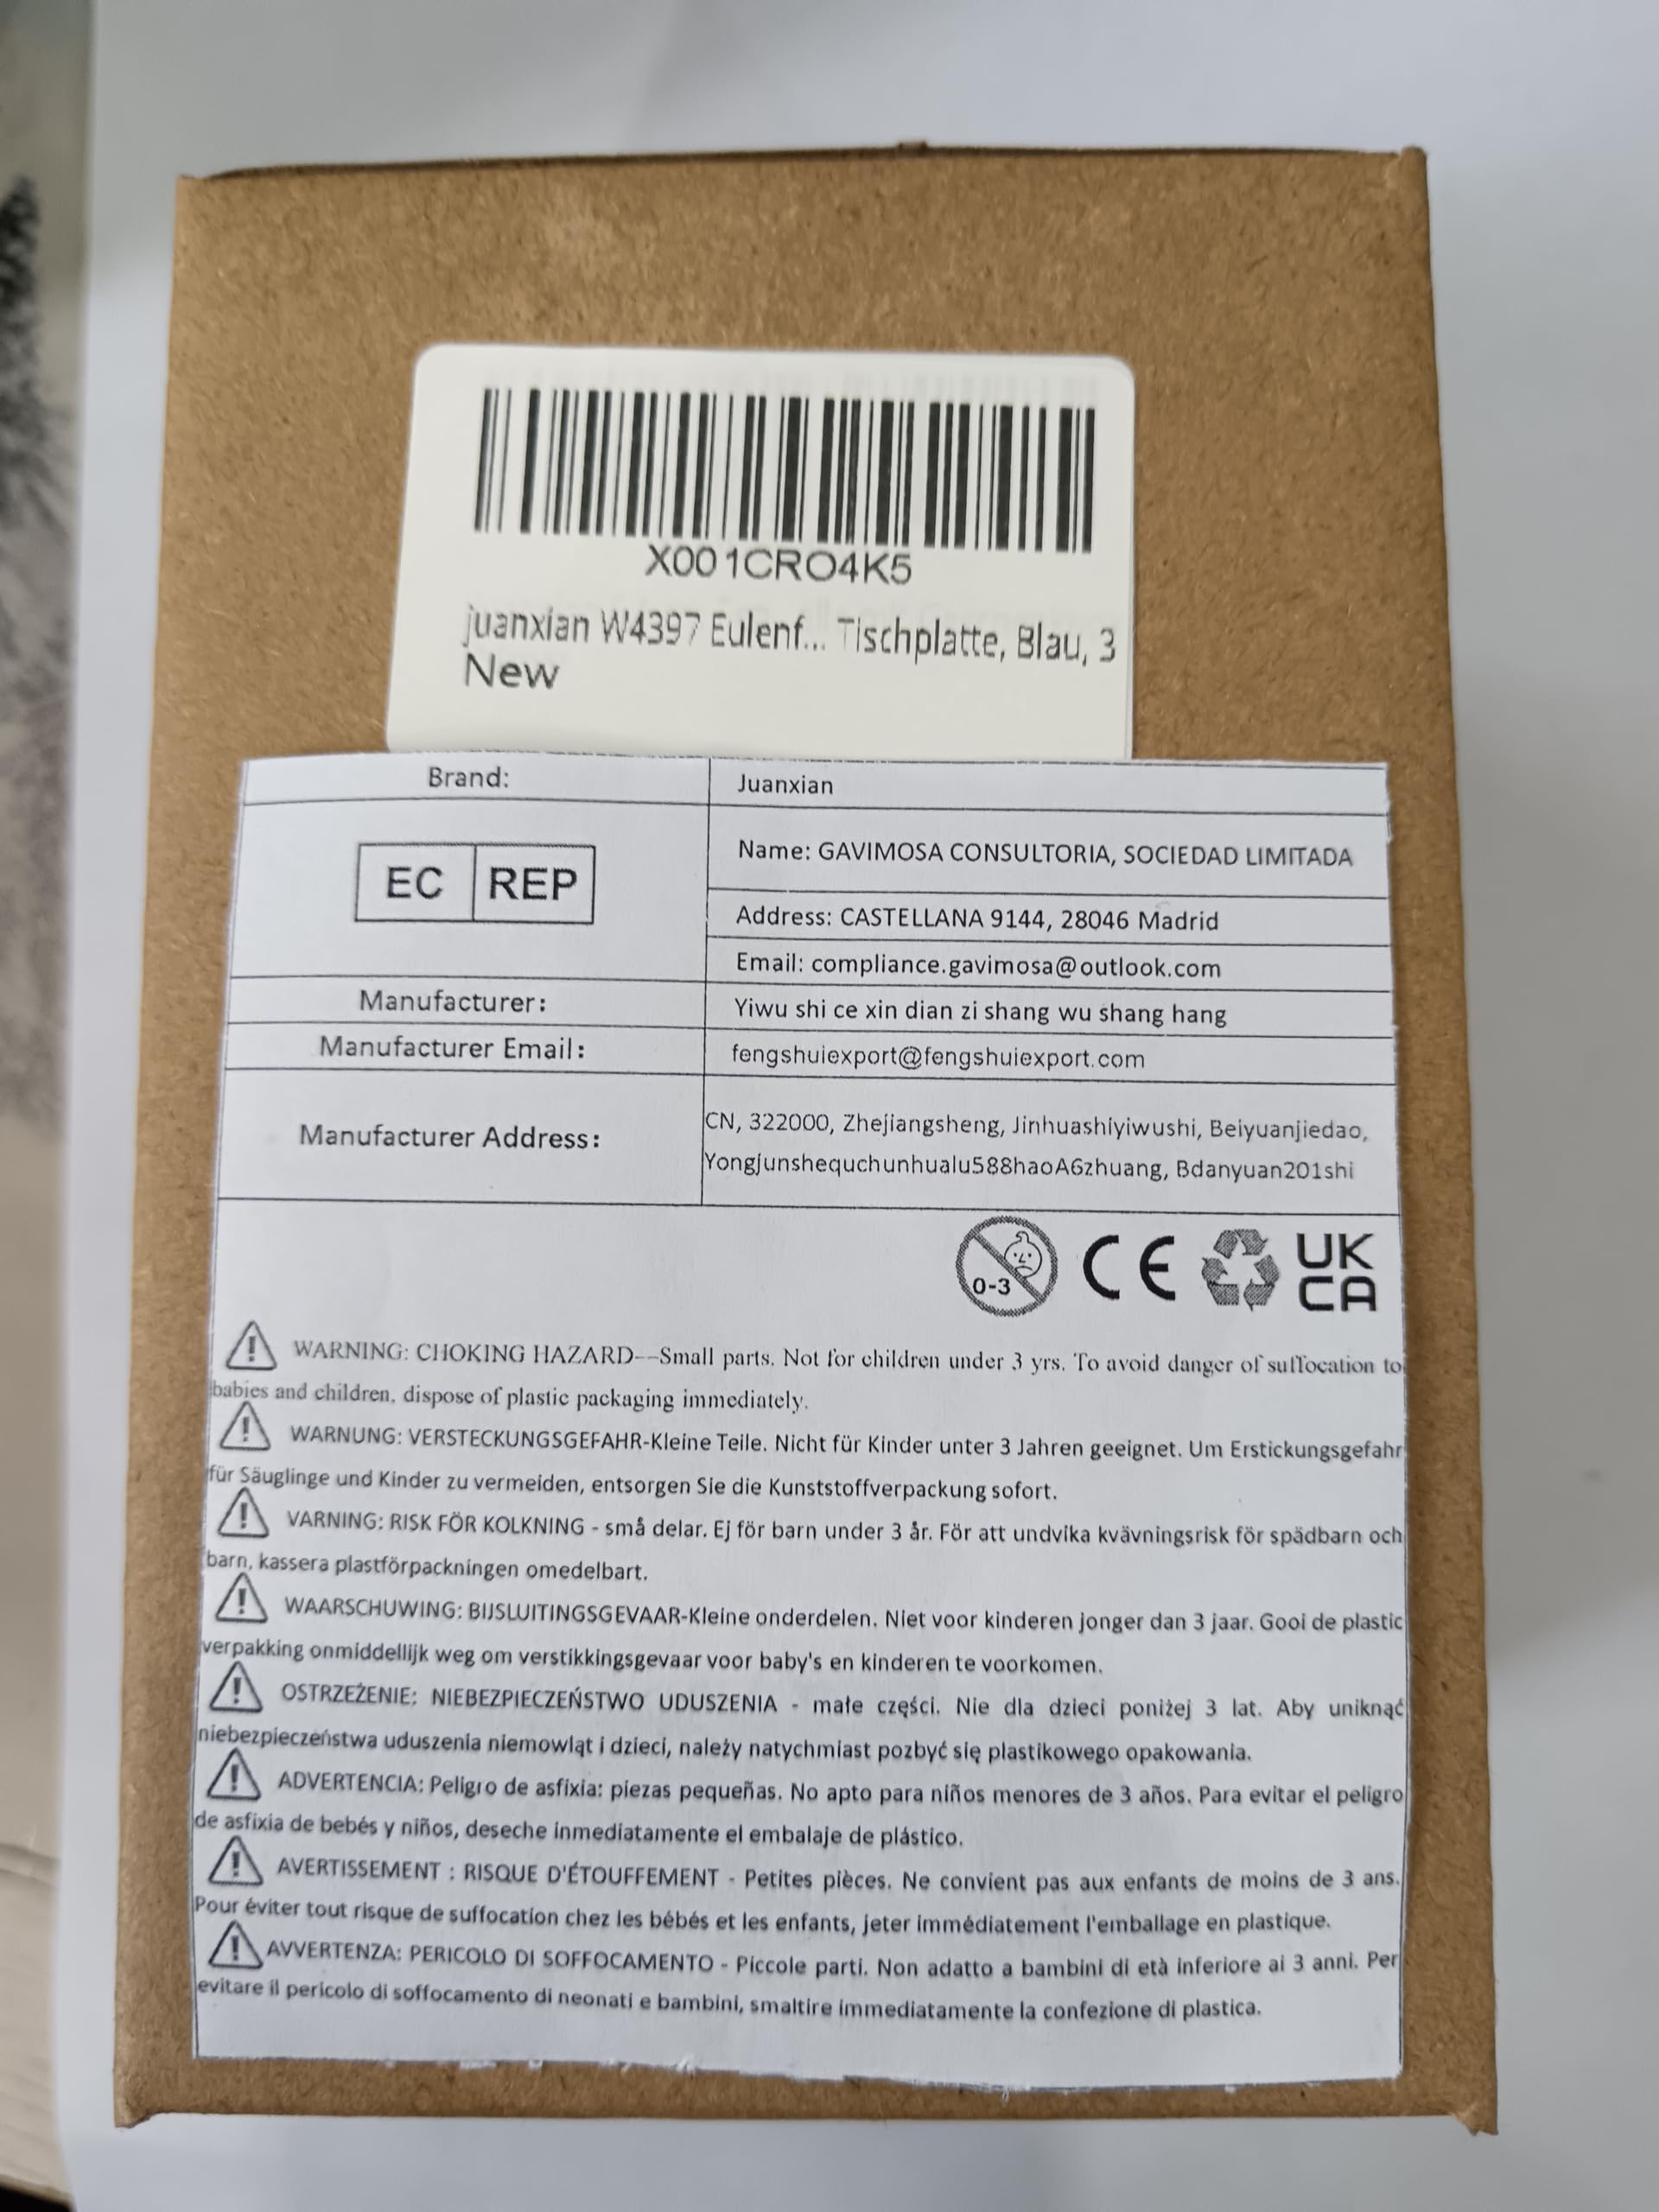 X001CRO4K5
juanxian W4397 Eulenf... Tischplatte, Blau, 3
New
Brand: Juanxian
EC REP
Name: GAVIMOSA CONSULTORIA, SOCIEDAD LIMITADA
Address: CASTELLANA 9144, 28046 Madrid
Email: compliance.gavimosa@outlook.com
Manufacturer: Yiwu shi ce xin dian zi shang wu shang hang
Manufacturer Email: fengshuiexport@fengshuiexport.com
Manufacturer Address:
CN, 322000, Zhejiangsheng, Jinhuashiyiwushi, Beiyuanjiedao,
Yongjunshequchunhualu588haoA6zhuang, Bdanyuan201shi
0-3 CE UK
CA
WARNING: CHOKING HAZARD—Small parts. Not for children under 3 yrs. To avoid danger of suffocation to
babies and children, dispose of plastic packaging immediately.
WARNUNG: VERSTECKUNGSGEFAHR-Kleine Teile. Nicht für Kinder unter 3 Jahren geeignet. Um Erstickungsgefahr
für Säuglinge und Kinder zu vermeiden, entsorgen Sie die Kunststoffverpackung sofort.
VARNING: RISK FÖR KOLKNING - små delar. Ej för barn under 3 år. För att undvika kvävningsrisk för spädbarn och
barn, kassera plastförpackningen omedelbart.
WAARSCHUWING: BIJSLUITINGSGEVAAR-Kleine onderdelen. Niet voor kinderen jonger dan 3 jaar. Gooi de plastic
verpakking onmiddellijk weg om verstikkingsgevaar voor baby's en kinderen te voorkomen.
OSTRZEŻENIE: NIEBEZPIECZEŃSTWO UDUSZENIA - małe części. Nie dla dzieci poniżej 3 lat. Aby uniknąć
niebezpieczeństwa uduszenia niemowląt i dzieci, należy natychmiast pozbyć się plastikowego opakowania.
ADVERTENCIA: Peligro de asfixia: piezas pequeñas. No apto para niños menores de 3 años. Para evitar el peligro
de asfixia de bebés y niños, deseche inmediatamente el embalaje de plástico.
AVERTISSEMENT : RISQUE D'ÉTOUFFEMENT - Petites pièces. Ne convient pas aux enfants de moins de 3 ans.
Pour éviter tout risque de suffocation chez les bébés et les enfants, jeter immédiatement l'emballage en plastique.
AVVERTENZA: PERICOLO DI SOFFOCAMENTO - Piccole parti. Non adatto a bambini di età inferiore ai 3 anni. Per
evitare il pericolo di soffocamento di neonati e bambini, smaltire immediatamente la confezione di plastica.